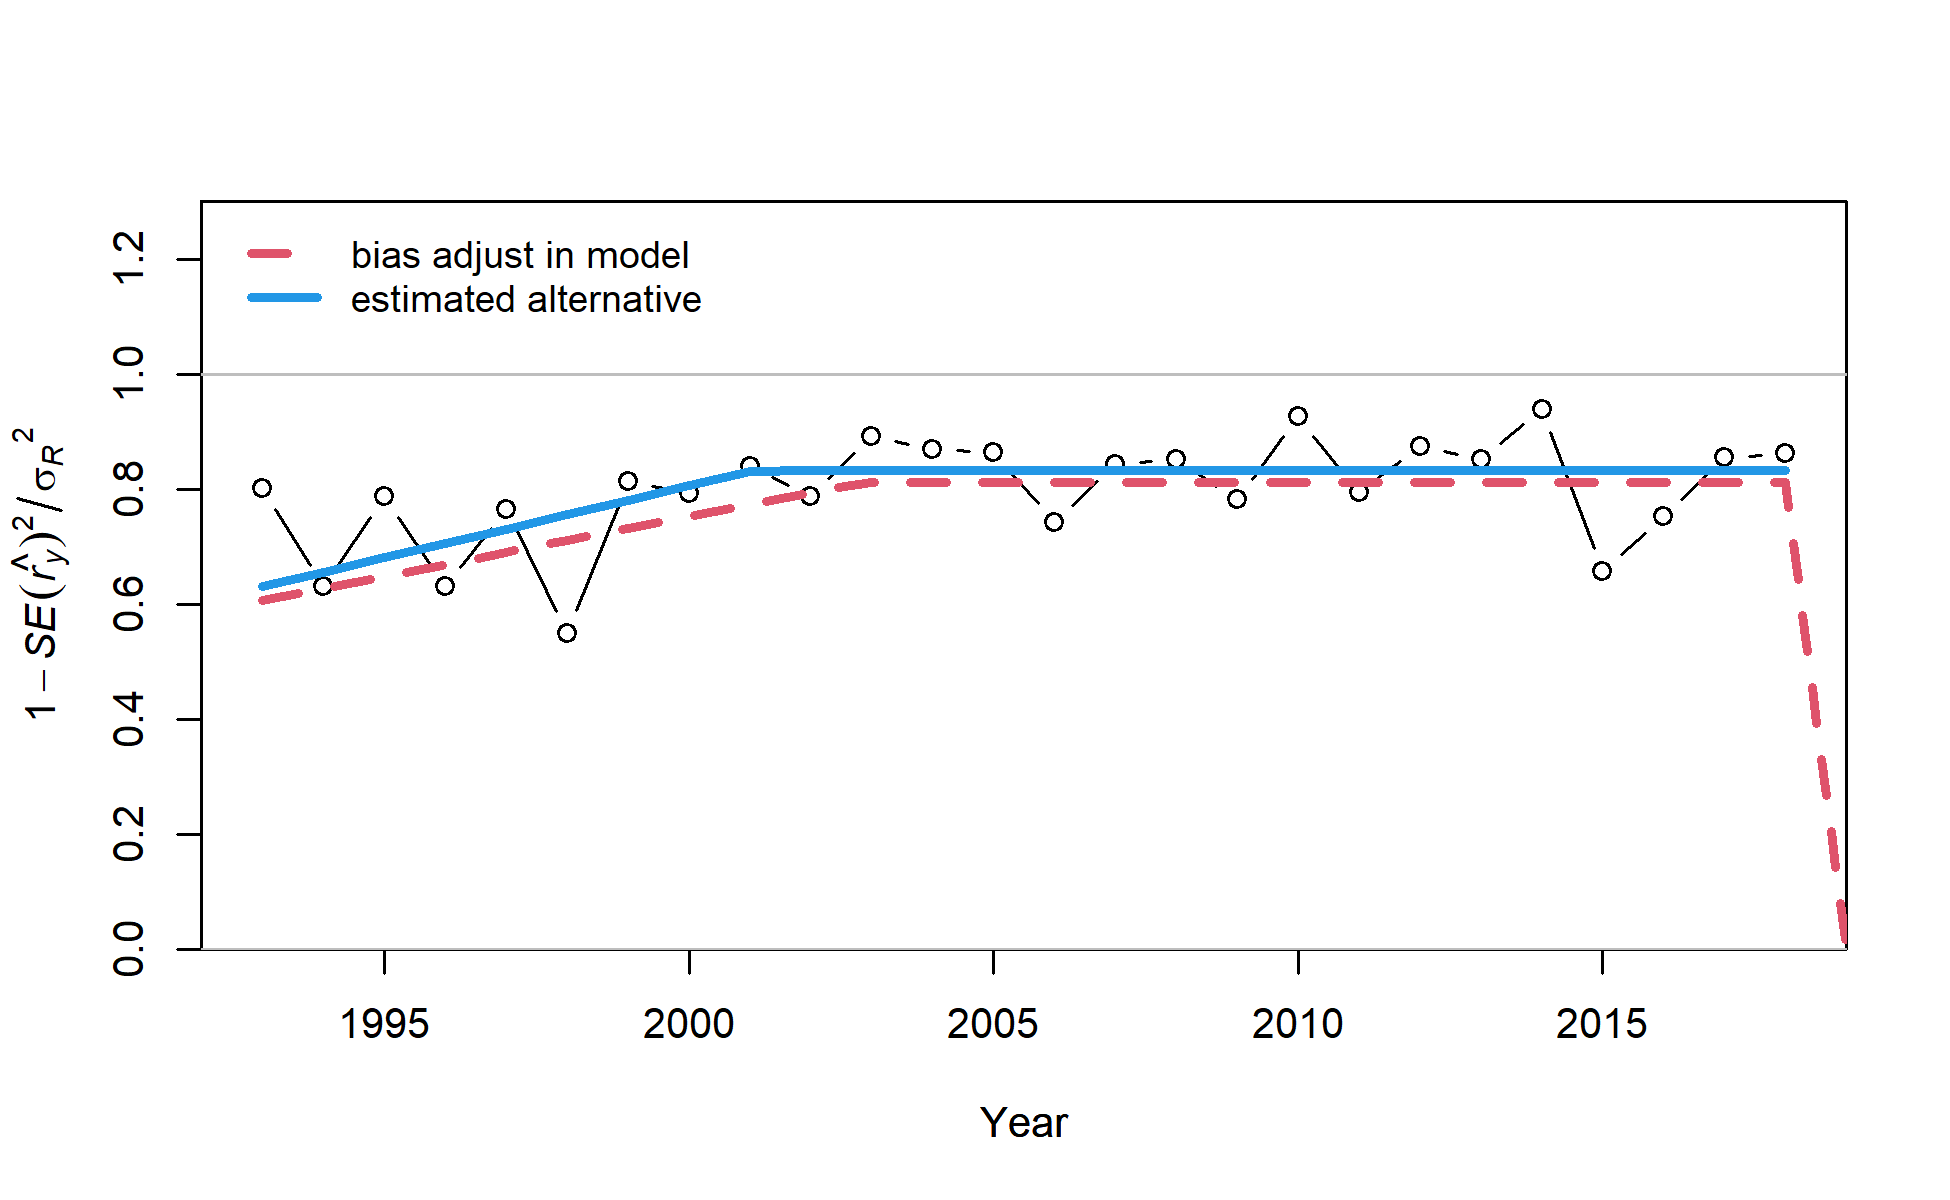 bias adjust in model
estimated alternative
1 − SE(r̂y)² / σR²
1.2
1.0
0.8
0.6
0.4
0.2
0.0
1995 2000 2005 2010 2015
Year